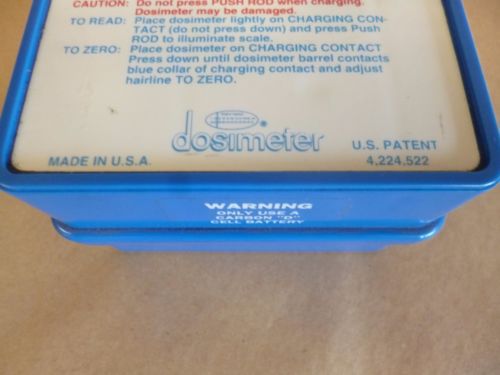 CAUTION: Do not press PUSH ROD when charging.
Dosimeter may be damaged.
TO READ: Place dosimeter lightly on CHARGING CON-
TACT (do not press down) and press Push
ROD to illuminate scale.
TO ZERO: Place dosimeter on CHARGING CONTACT
Press down until dosimeter barrel contacts
blue collar of charging contact and adjust
hairline TO ZERO.
dosimeter
MADE IN U.S.A.
U.S. PATENT
4.224.522
WARNING
ONLY USE A
CARBON "D"
CELL BATTERY